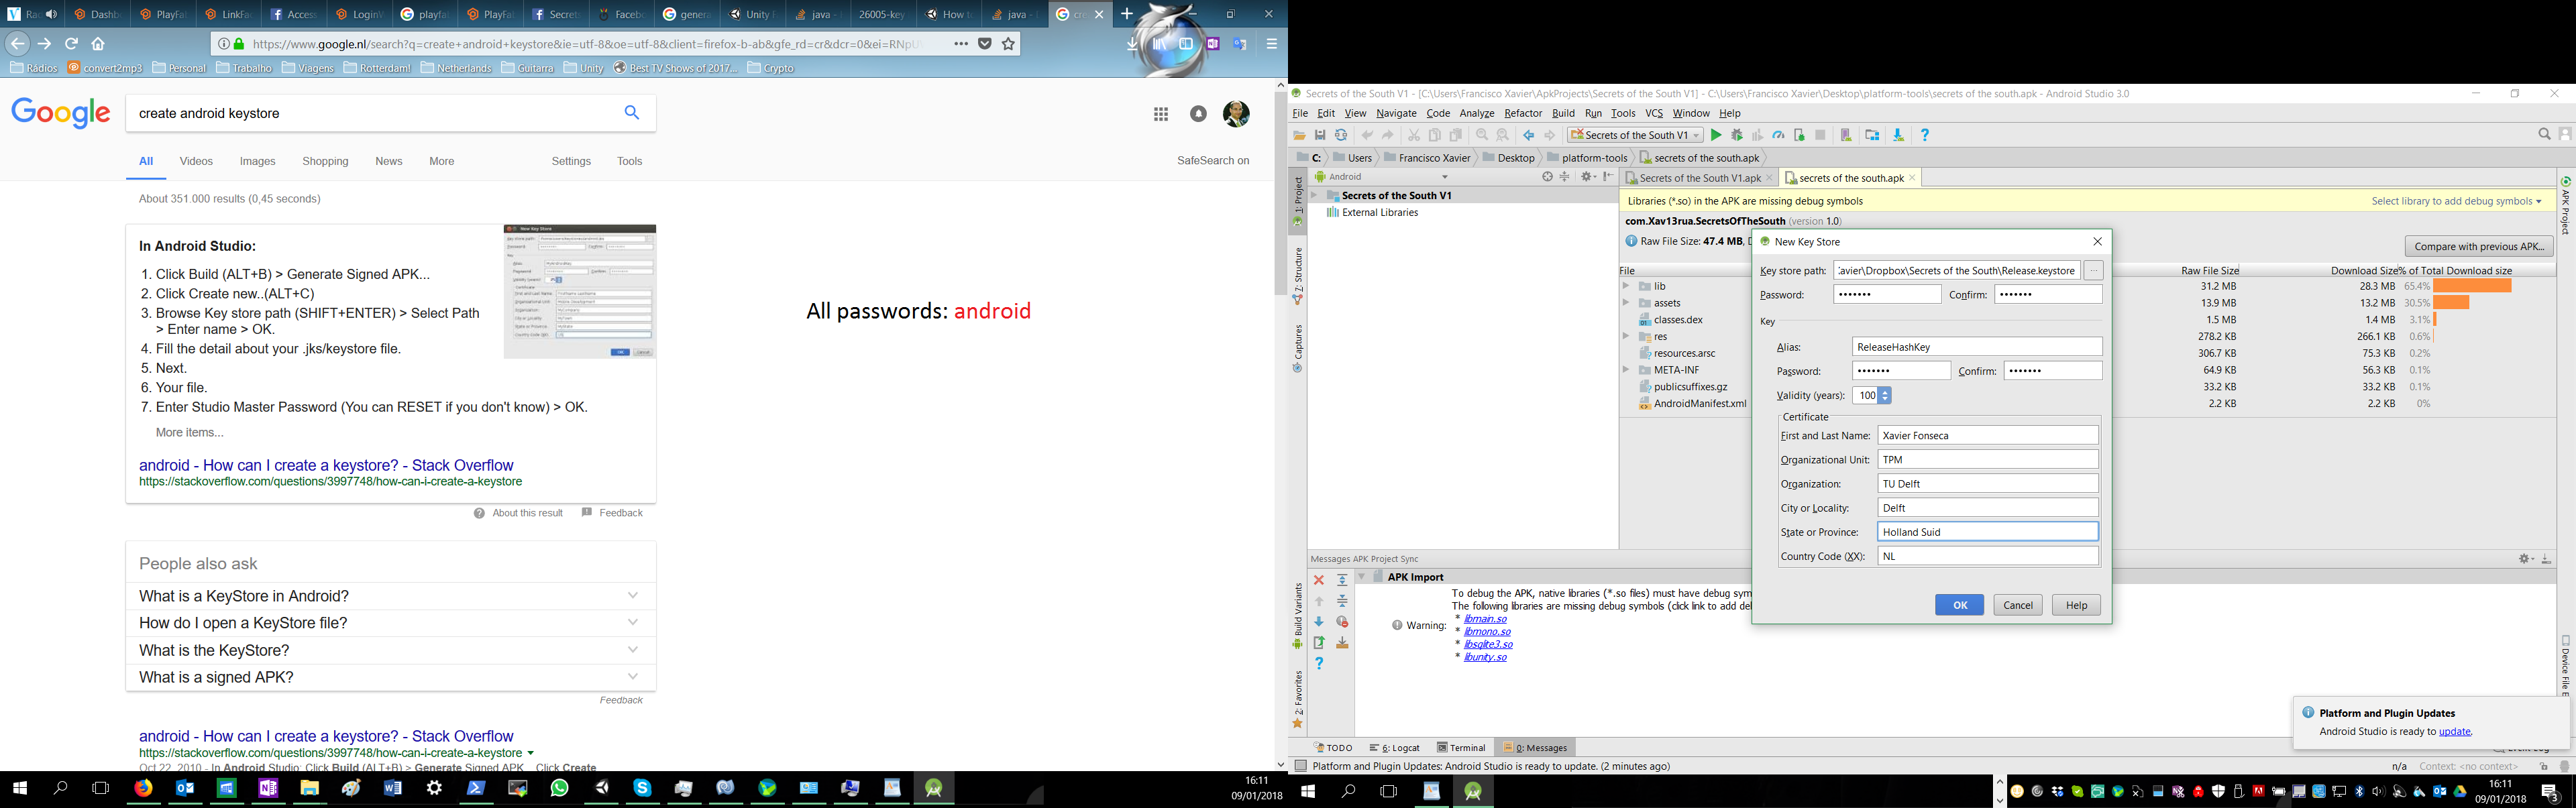 Rac
Dashb
PlayFa
LinkFa
Access
LoginV
playfa
PlayFa
Secret
Facebo
genera
Unity F
java -
26005-key
How to
java -
https://www.google.nl/search?q=create+android+keystore&ie=utf-8&oe=utf-8&client=firefox-b-ab&gfe_rd=cr&dcr=0&ei=RNpU
Rádios convert2mp3 Personal Trabalho Viagens Rotterdam! Netherlands Guitarra Unity Best TV Shows of 2017... Crypto
Google create android keystore
All Videos Images Shopping News More Settings Tools SafeSearch on
About 351.000 results (0,45 seconds)
In Android Studio:
1. Click Build (ALT+B) > Generate Signed APK...
2. Click Create new..(ALT+C)
3. Browse Key store path (SHIFT+ENTER) > Select Path
> Enter name > OK.
4. Fill the detail about your .jks/keystore file.
5. Next.
6. Your file.
7. Enter Studio Master Password (You can RESET if you don't know) > OK.
More items...
android - How can I create a keystore? - Stack Overflow
https://stackoverflow.com/questions/3997748/how-can-i-create-a-keystore
About this result Feedback
People also ask
What is a KeyStore in Android?
How do I open a KeyStore file?
What is the KeyStore?
What is a signed APK?
Feedback
android - How can I create a keystore? - Stack Overflow
https://stackoverflow.com/questions/3997748/how-can-i-create-a-keystore
Oct 22, 2010 - In Android Studio: Click Build (ALT+B) > Generate Signed APK... Click Create
All passwords: android
16:11
09/01/2018
Secrets of the South V1 - [C:\Users\Francisco Xavier\ApkProjects\Secrets of the South V1] - C:\Users\Francisco Xavier\Desktop\platform-tools\secrets of the south.apk - Android Studio 3.0
File Edit View Navigate Code Analyze Refactor Build Run Tools VCS Window Help
Secrets of the South V1
C: Users Francisco Xavier Desktop platform-tools secrets of the south.apk
Android
Secrets of the South V1.apk secrets of the south.apk
Secrets of the South V1
External Libraries
1: Project
Z: Structure
Captures
Build Variants
2: Favorites
APK Project
Device File E
Libraries (*.so) in the APK are missing debug symbols Select library to add debug symbols
com.Xav13rua.SecretsOfTheSouth (version 1.0)
Raw File Size: 47.4 MB, D
Compare with previous APK...
File Raw File Size Download Size % of Total Download size
lib 31.2 MB 28.3 MB 65.4%
assets 13.9 MB 13.2 MB 30.5%
classes.dex 1.5 MB 1.4 MB 3.1%
res 278.2 KB 266.1 KB 0.6%
resources.arsc 306.7 KB 75.3 KB 0.2%
META-INF 64.9 KB 56.3 KB 0.1%
publicsuffixes.gz 33.2 KB 33.2 KB 0.1%
AndroidManifest.xml 2.2 KB 2.2 KB 0%
New Key Store
Key store path: :avier\Dropbox\Secrets of the South\Release.keystore ...
Password: ••••••• Confirm: •••••••
Key
Alias: ReleaseHashKey
Password: ••••••• Confirm: •••••••
Validity (years): 100
Certificate
First and Last Name: Xavier Fonseca
Organizational Unit: TPM
Organization: TU Delft
City or Locality: Delft
State or Province: Holland Suid
Country Code (XX): NL
OK Cancel Help
Messages APK Project Sync
APK Import
To debug the APK, native libraries (*.so files) must have debug sym
The following libraries are missing debug symbols (click link to add del
Warning: * libmain.so
* libmono.so
* libsqlite3.so
* libunity.so
Platform and Plugin Updates
Android Studio is ready to update.
TODO 6: Logcat Terminal 0: Messages
Platform and Plugin Updates: Android Studio is ready to update. (2 minutes ago) n/a Context: <no context>
16:11
09/01/2018